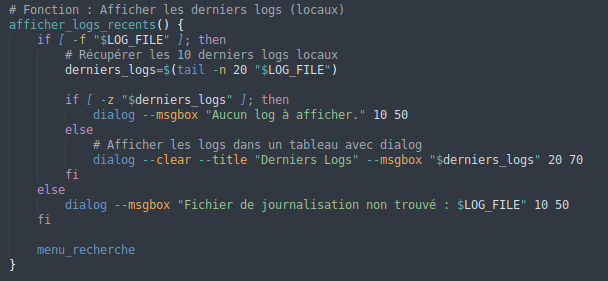 # Fonction : Afficher les derniers logs (locaux)
afficher_logs_recents() {
    if [ -f "$LOG_FILE" ]; then
        # Récupérer les 10 derniers logs locaux
        derniers_logs=$(tail -n 20 "$LOG_FILE")

        if [ -z "$derniers_logs" ]; then
            dialog --msgbox "Aucun log à afficher." 10 50
        else
            # Afficher les logs dans un tableau avec dialog
            dialog --clear --title "Derniers Logs" --msgbox "$derniers_logs" 20 70
        fi
    else
        dialog --msgbox "Fichier de journalisation non trouvé : $LOG_FILE" 10 50
    fi

    menu_recherche
}